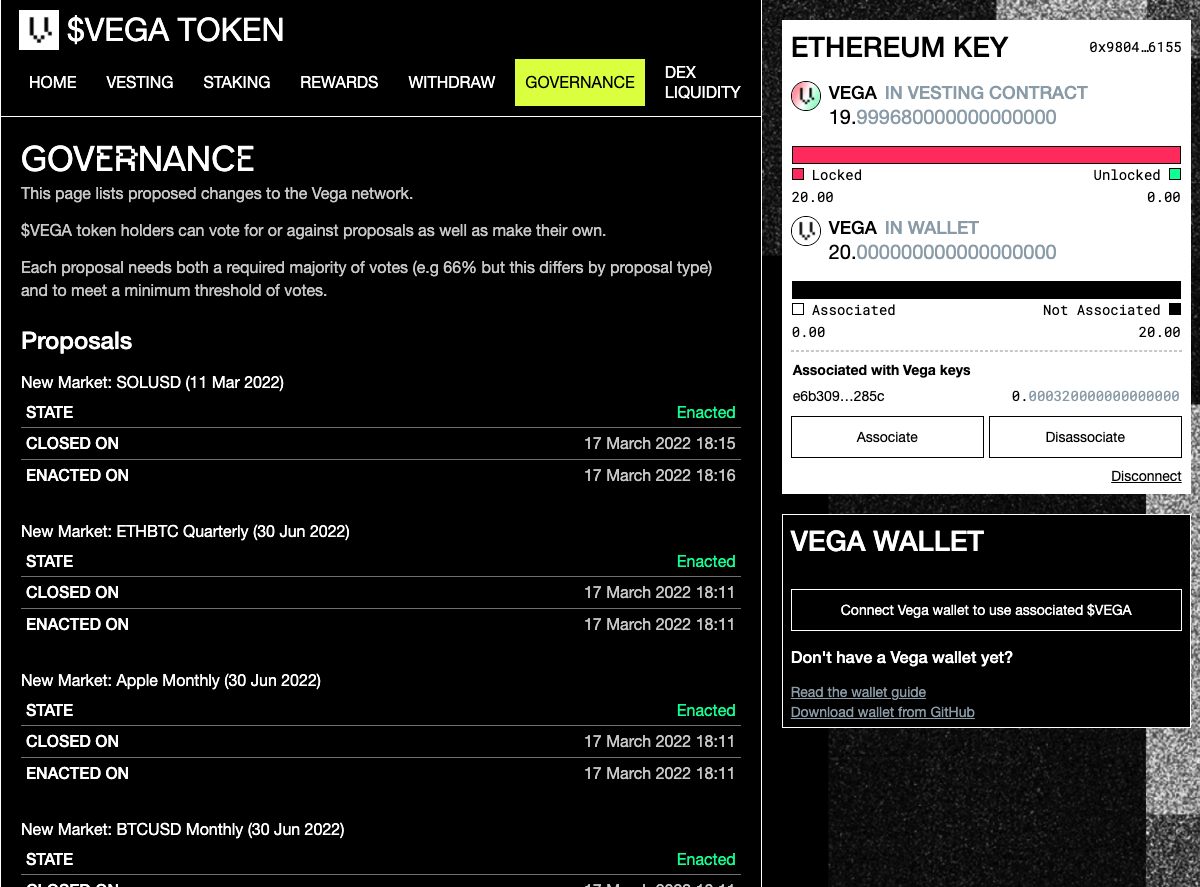 $VEGA TOKEN
HOME VESTING STAKING REWARDS WITHDRAW GOVERNANCE DEX LIQUIDITY
GOVERNANCE
This page lists proposed changes to the Vega network.
$VEGA token holders can vote for or against proposals as well as make their own.
Each proposal needs both a required majority of votes (e.g 66% but this differs by proposal type)
and to meet a minimum threshold of votes.
Proposals
New Market: SOLUSD (11 Mar 2022)
STATE Enacted
CLOSED ON 17 March 2022 18:15
ENACTED ON 17 March 2022 18:16
New Market: ETHBTC Quarterly (30 Jun 2022)
STATE Enacted
CLOSED ON 17 March 2022 18:11
ENACTED ON 17 March 2022 18:11
New Market: Apple Monthly (30 Jun 2022)
STATE Enacted
CLOSED ON 17 March 2022 18:11
ENACTED ON 17 March 2022 18:11
New Market: BTCUSD Monthly (30 Jun 2022)
STATE Enacted
ETHEREUM KEY 0x9804…6155
VEGA IN VESTING CONTRACT
19.999680000000000000
Locked Unlocked
20.00 0.00
VEGA IN WALLET
20.000000000000000000
Associated Not Associated
0.00 20.00
Associated with Vega keys
e6b309…285c 0.000320000000000000
Associate Disassociate
Disconnect
VEGA WALLET
Connect Vega wallet to use associated $VEGA
Don't have a Vega wallet yet?
Read the wallet guide
Download wallet from GitHub